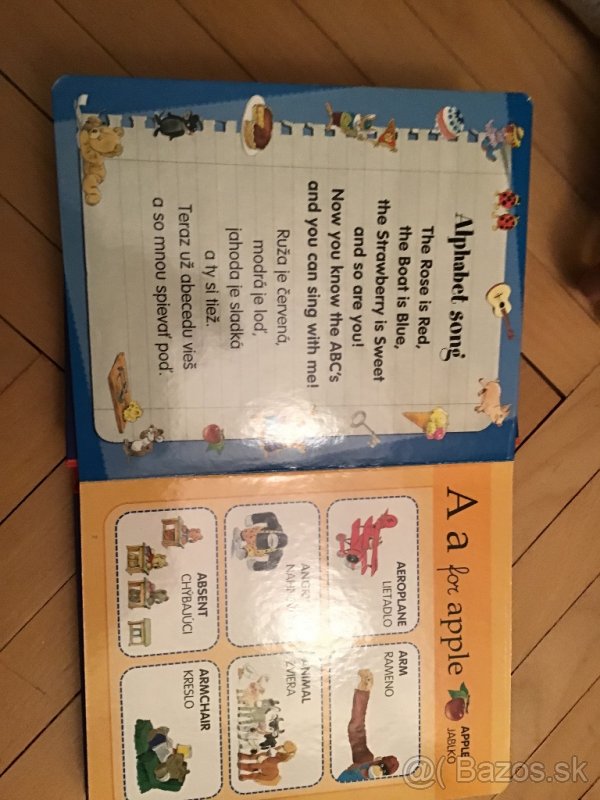 Alphabet song
The Rose is Red,
the Boat is Blue,
the Strawberry is Sweet
and so are you!
Now you know the ABC's
and you can sing with me!
Ruža je červená,
modrá je loď,
jahoda je sladká
a ty si tiež.
Teraz už abecedu vieš
a so mnou spievať poď.
A a for apple
APPLE
JABLKO
AEROPLANE
LIETADLO
ARM
RAMENO
ANIMAL
ZVIERA
ABSENT
CHÝBAJÚCI
ARMCHAIR
KRESLO
@( Bazos.sk